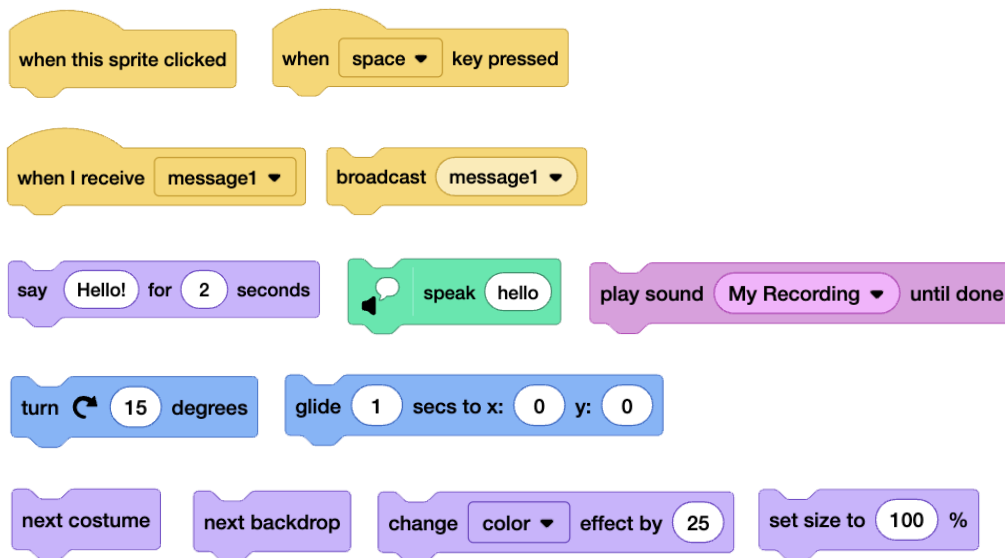 when this sprite clicked when space key pressed
when I receive message1 broadcast message1
say Hello! for 2 seconds speak hello play sound My Recording until done
turn 15 degrees glide 1 secs to x: 0 y: 0
next costume next backdrop change color effect by 25 set size to 100 %